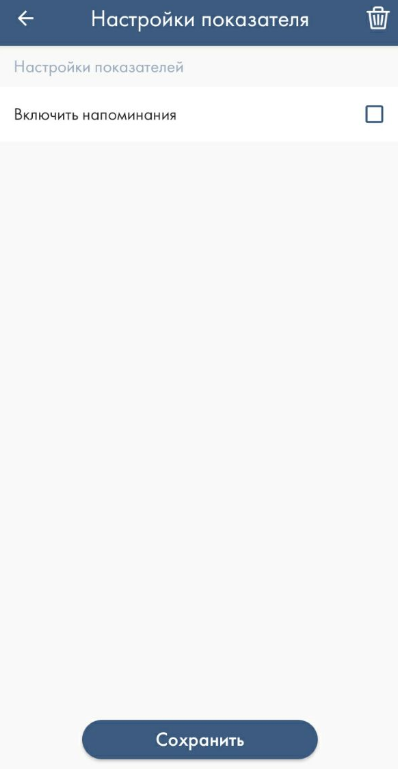 Настройки показателя
Настройки показателей
Включить напоминания
Сохранить